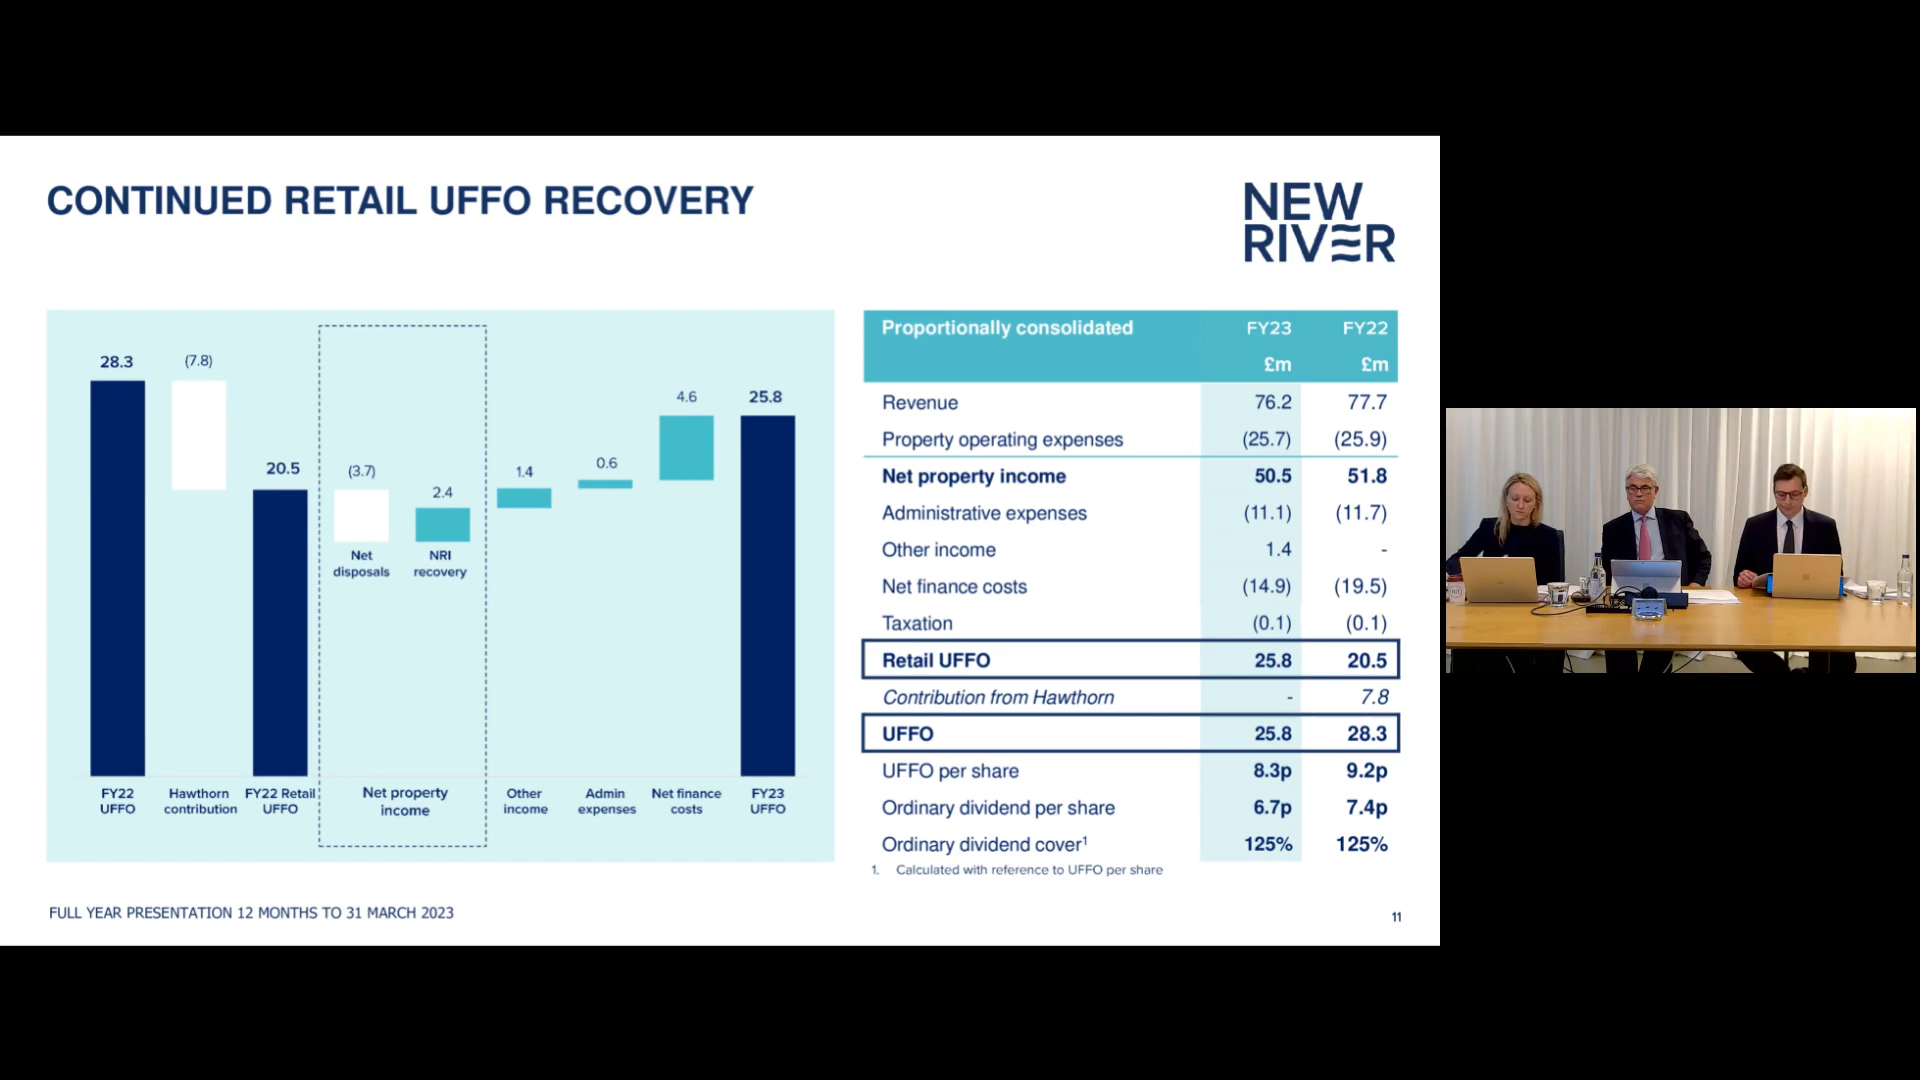 CONTINUED RETAIL UFFO RECOVERY
NEW
RIVER
28.3
(7.8)
20.5
(3.7)
2.4
1.4
0.6
4.6
25.8
Net
disposals
NRI
recovery
FY22
UFFO
Hawthorn
contribution
FY22 Retail
UFFO
Net property
income
Other
income
Admin
expenses
Net finance
costs
FY23
UFFO
Proportionally consolidated FY23 FY22
£m £m
Revenue 76.2 77.7
Property operating expenses (25.7) (25.9)
Net property income 50.5 51.8
Administrative expenses (11.1) (11.7)
Other income 1.4 -
Net finance costs (14.9) (19.5)
Taxation (0.1) (0.1)
Retail UFFO 25.8 20.5
Contribution from Hawthorn - 7.8
UFFO 25.8 28.3
UFFO per share 8.3p 9.2p
Ordinary dividend per share 6.7p 7.4p
Ordinary dividend cover¹ 125% 125%
1. Calculated with reference to UFFO per share
FULL YEAR PRESENTATION 12 MONTHS TO 31 MARCH 2023
11